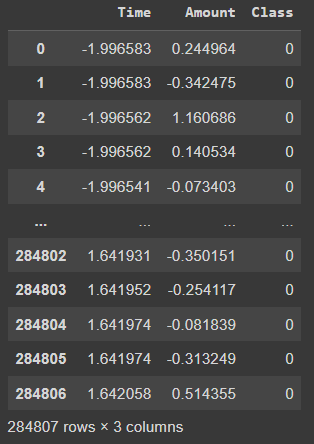 Time Amount Class
0 -1.996583 0.244964 0
1 -1.996583 -0.342475 0
2 -1.996562 1.160686 0
3 -1.996562 0.140534 0
4 -1.996541 -0.073403 0
... ... ... ...
284802 1.641931 -0.350151 0
284803 1.641952 -0.254117 0
284804 1.641974 -0.081839 0
284805 1.641974 -0.313249 0
284806 1.642058 0.514355 0
284807 rows × 3 columns